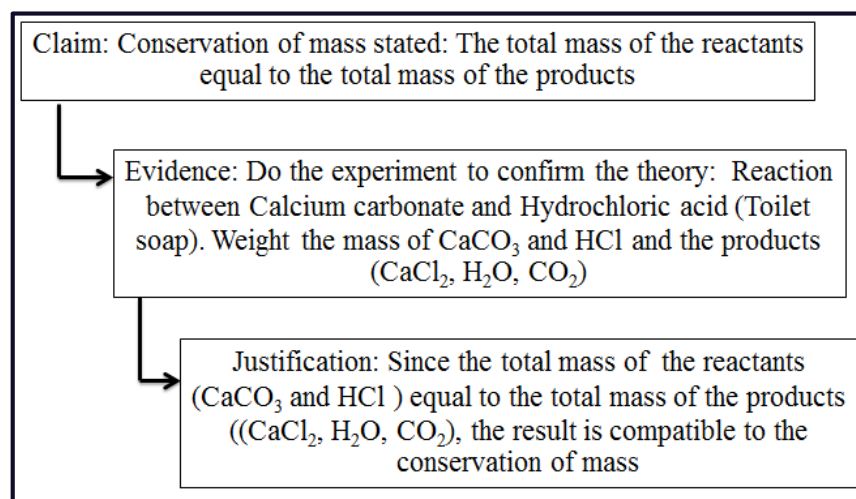 Claim: Conservation of mass stated: The total mass of the reactants
equal to the total mass of the products
Evidence: Do the experiment to confirm the theory: Reaction
between Calcium carbonate and Hydrochloric acid (Toilet
soap). Weight the mass of CaCO₃ and HCl and the products
(CaCl₂, H₂O, CO₂)
Justification: Since the total mass of the reactants
(CaCO₃ and HCl ) equal to the total mass of the products
((CaCl₂, H₂O, CO₂), the result is compatible to the
conservation of mass